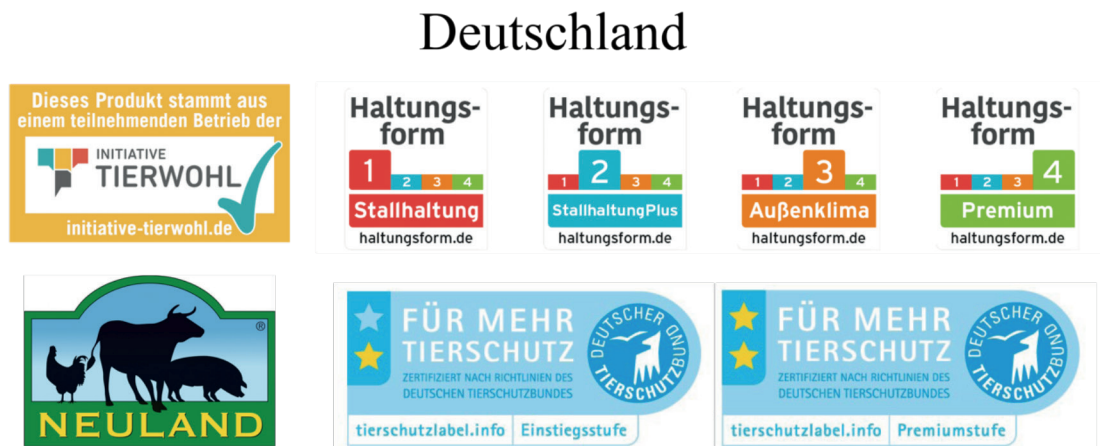 Deutschland
Dieses Produkt stammt aus
einem teilnehmenden Betrieb der
INITIATIVE
TIERWOHL
initiative-tierwohl.de
Haltungs-
form
1 2 3 4
Stallhaltung
haltungsform.de
Haltungs-
form
1 2 3 4
StallhaltungPlus
haltungsform.de
Haltungs-
form
1 2 3 4
Außenklima
haltungsform.de
Haltungs-
form
1 2 3 4
Premium
haltungsform.de
®
NEULAND
FÜR MEHR
TIERSCHUTZ
ZERTIFIZIERT NACH RICHTLINIEN DES
DEUTSCHEN TIERSCHUTZBUNDES
DEUTSCHER TIERSCHUTZBUND
tierschutzlabel.info Einstiegsstufe
FÜR MEHR
TIERSCHUTZ
ZERTIFIZIERT NACH RICHTLINIEN DES
DEUTSCHEN TIERSCHUTZBUNDES
DEUTSCHER TIERSCHUTZBUND
tierschutzlabel.info Premiumstufe